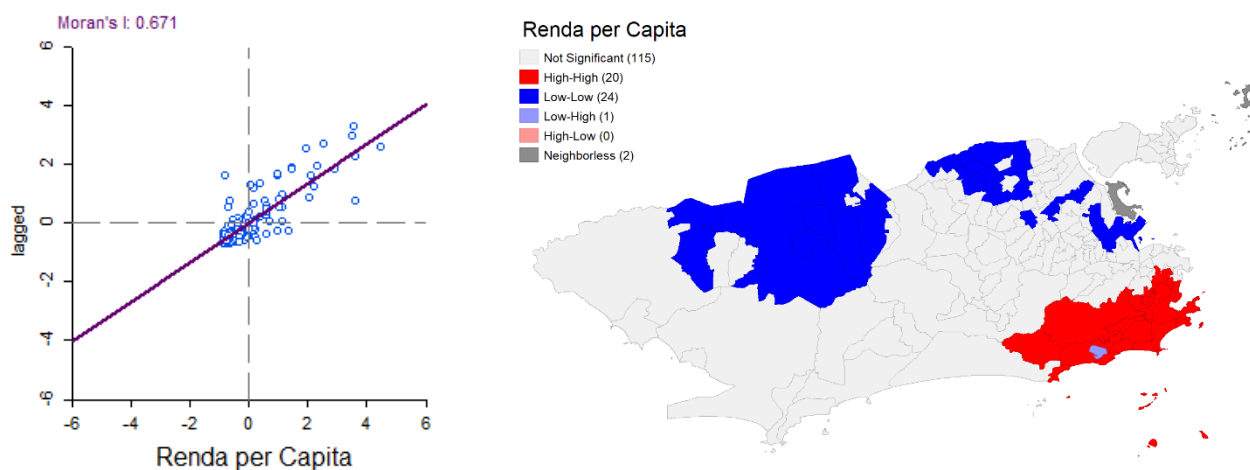 Moran's I: 0.671
6
4
2
0
-2
-4
-6
lagged
-6 -4 -2 0 2 4 6
Renda per Capita
Renda per Capita
Not Significant (115)
High-High (20)
Low-Low (24)
Low-High (1)
High-Low (0)
Neighborless (2)